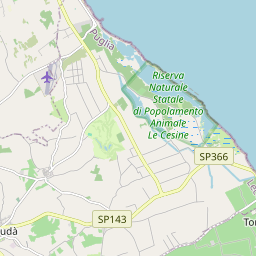 Puglia
Riserva
Naturale
Statale
di Popolamento
Animale
Le Cesine
SP366
SP143
udà